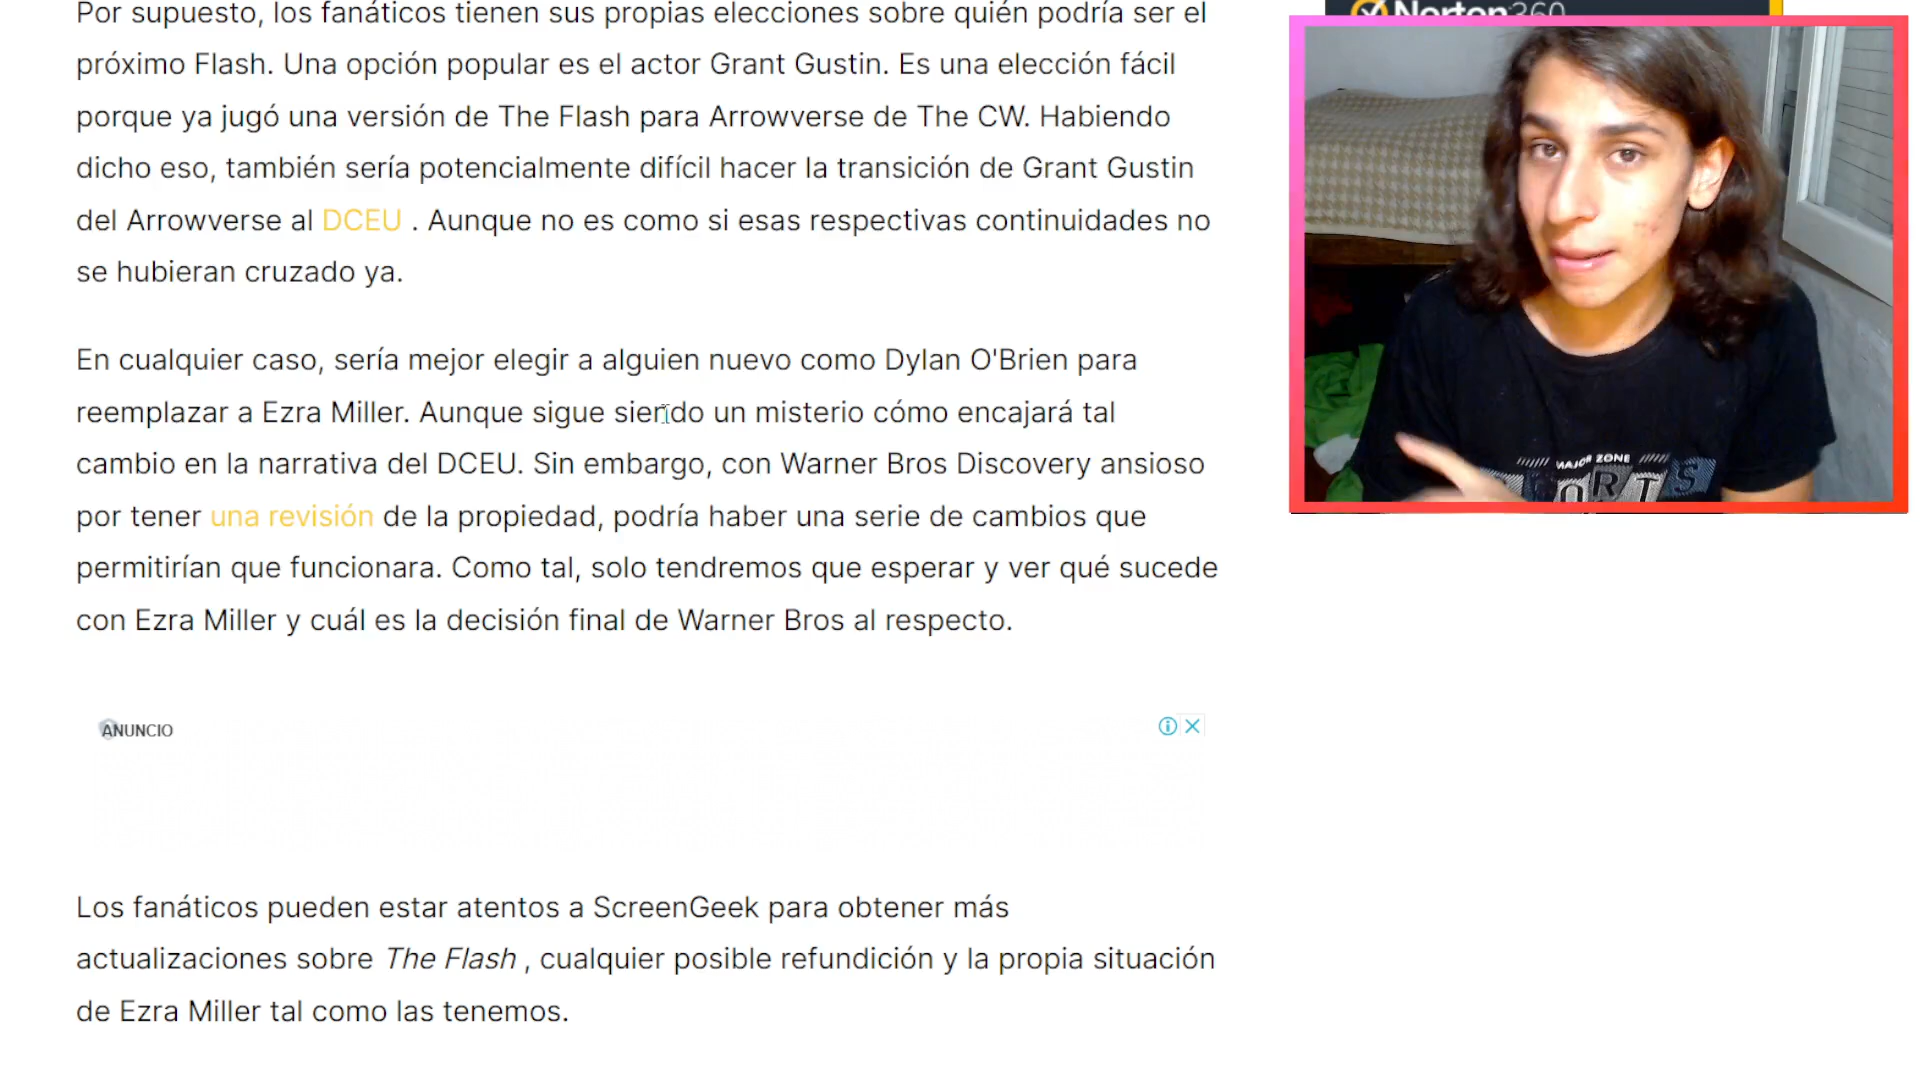 Por supuesto, los fanáticos tienen sus propias elecciones sobre quién podría ser el
próximo Flash. Una opción popular es el actor Grant Gustin. Es una elección fácil
porque ya jugó una versión de The Flash para Arrowverse de The CW. Habiendo
dicho eso, también sería potencialmente difícil hacer la transición de Grant Gustin
del Arrowverse al DCEU . Aunque no es como si esas respectivas continuidades no
se hubieran cruzado ya.
En cualquier caso, sería mejor elegir a alguien nuevo como Dylan O'Brien para
reemplazar a Ezra Miller. Aunque sigue siendo un misterio cómo encajará tal
cambio en la narrativa del DCEU. Sin embargo, con Warner Bros Discovery ansioso
por tener una revisión de la propiedad, podría haber una serie de cambios que
permitirían que funcionara. Como tal, solo tendremos que esperar y ver qué sucede
con Ezra Miller y cuál es la decisión final de Warner Bros al respecto.
ANUNCIO
Los fanáticos pueden estar atentos a ScreenGeek para obtener más
actualizaciones sobre The Flash , cualquier posible refundición y la propia situación
de Ezra Miller tal como las tenemos.
Norton 360
MAJOR ZONE